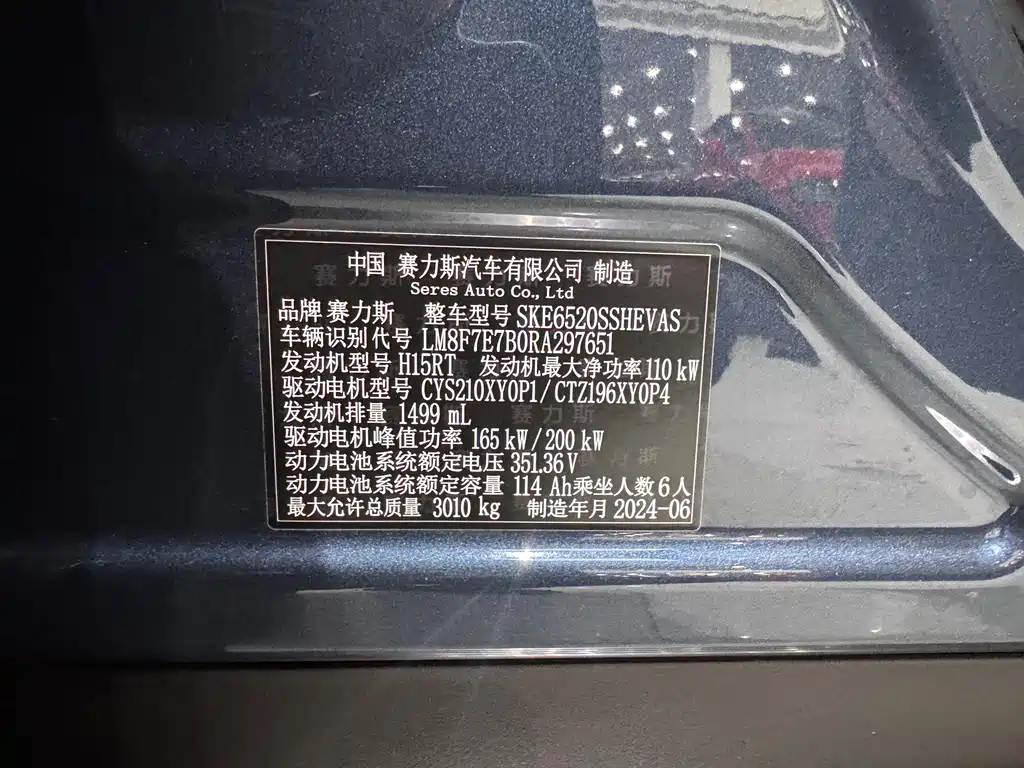 中国 赛力斯汽车有限公司 制造
Seres Auto Co., Ltd
品牌 赛力斯 整车型号 SKE6520SSHEVAS
车辆识别代号 LM8F7E7B0RA297651
发动机型号 H15RT 发动机最大净功率 110 kW
驱动电机型号 CYS210XY0P1/CTZ196XY0P4
发动机排量 1499 mL
驱动电机峰值功率 165 kW/200 kW
动力电池系统额定电压 351.36 V
动力电池系统额定容量 114 Ah乘坐人数 6人
最大允许总质量 3010 kg 制造年月 2024-06